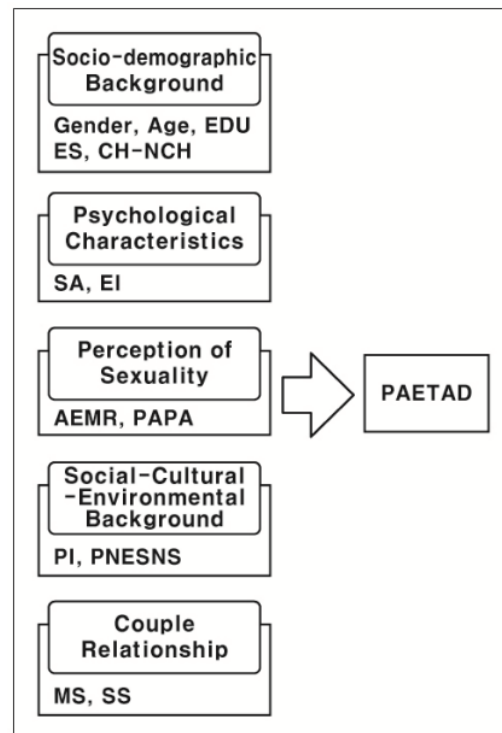 Socio-demographic
Background
Gender, Age, EDU
ES, CH-NCH
Psychological
Characteristics
SA, EI
Perception of
Sexuality
AEMR, PAPA
PAETAD
Social-Cultural
-Environmental
Background
PI, PNESNS
Couple
Relationship
MS, SS